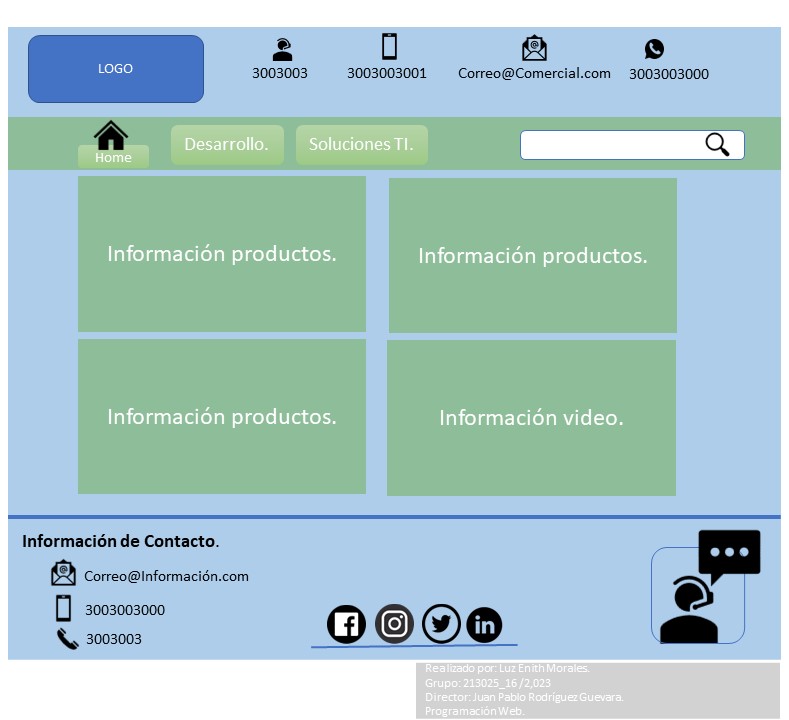 LOGO
3003003
3003003001
Correo@Comercial.com
3003003000
Home
Desarrollo.
Soluciones TI.
Información productos.
Información productos.
Información productos.
Información video.
Información de Contacto.
Correo@Información.com
3003003000
3003003
Realizado por: Luz Enith Morales.
Grupo: 213025_16 /2,023
Director: Juan Pablo Rodríguez Guevara.
Programación Web.